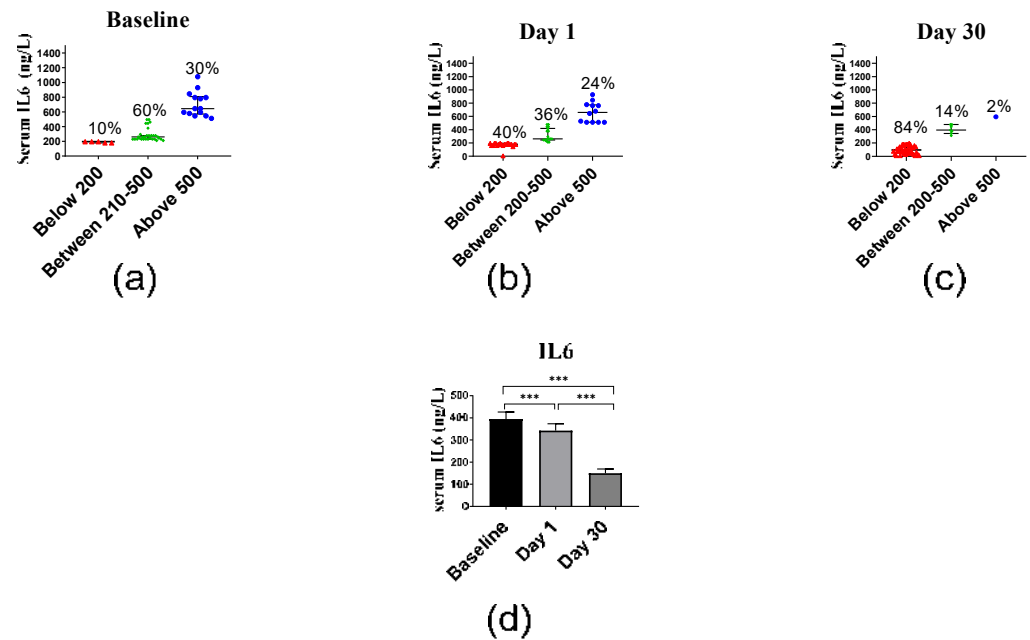 Baseline
Serum IL6 (ng/L)
1400
1200
1000
800
600
400
200
0
10%
60%
30%
Below 200
Between 210-500
Above 500
(a)
Day 1
Serum IL6 (ng/L)
1400
1200
1000
800
600
400
200
0
40%
36%
24%
Below 200
Between 200-500
Above 500
(b)
Day 30
Serum IL6 (ng/L)
1400
1200
1000
800
600
400
200
0
84%
14%
2%
Below 200
Between 200-500
Above 500
(c)
IL6
serum IL6 (ng/L)
500
400
300
200
100
0
***
*** ***
Baseline
Day 1
Day 30
(d)